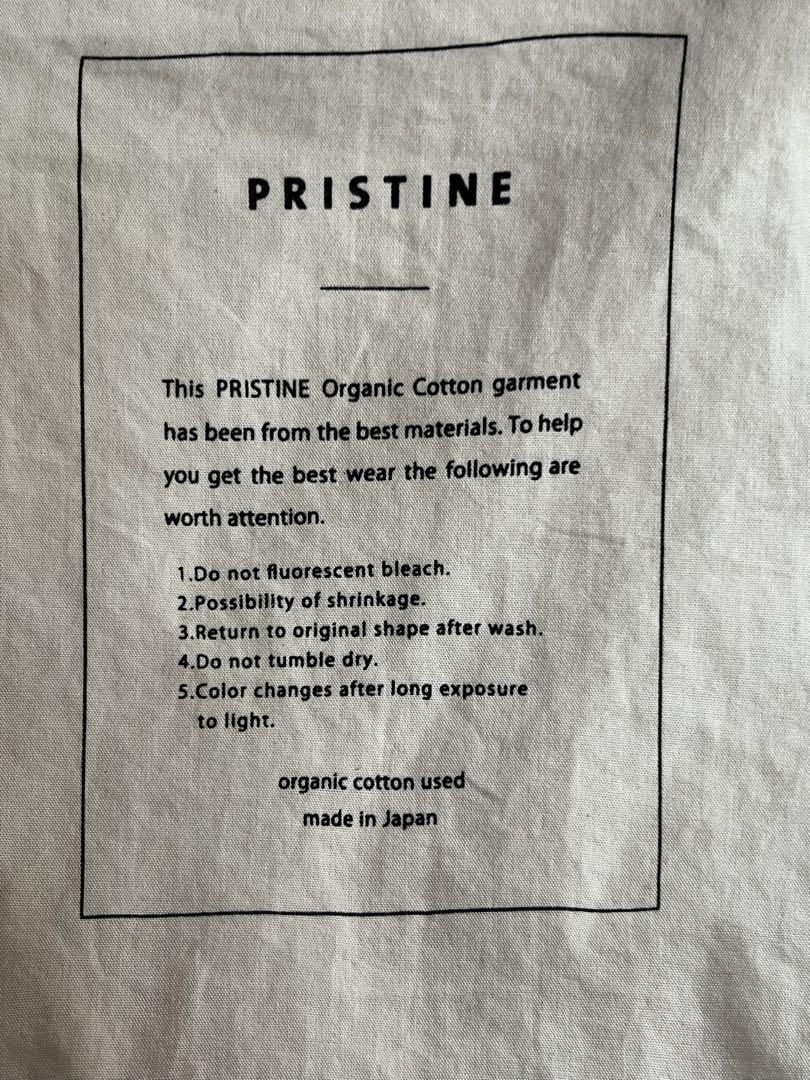 PRISTINE
This PRISTINE Organic Cotton garment
has been from the best materials. To help
you get the best wear the following are
worth attention.
1.Do not fluorescent bleach.
2.Possibility of shrinkage.
3.Return to original shape after wash.
4.Do not tumble dry.
5.Color changes after long exposure
to light.
organic cotton used
made in Japan